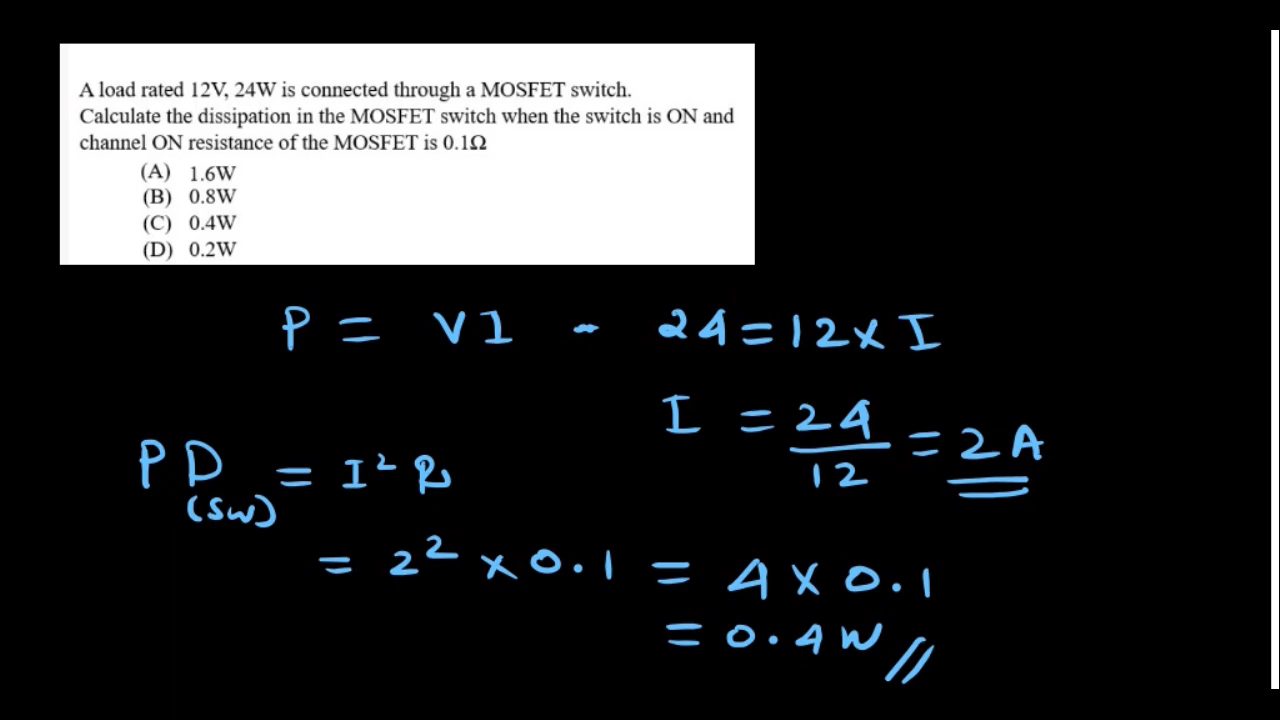 A load rated 12V, 24W is connected through a MOSFET switch.
Calculate the dissipation in the MOSFET switch when the switch is ON and
channel ON resistance of the MOSFET is 0.1Ω
(A) 1.6W
(B) 0.8W
(C) 0.4W
(D) 0.2W
P = VI - 24 = 12 x I
I = 24/12 = 2A
PD(sw) = I² R
= 2² x 0.1 = 4 x 0.1
= 0.4 W //